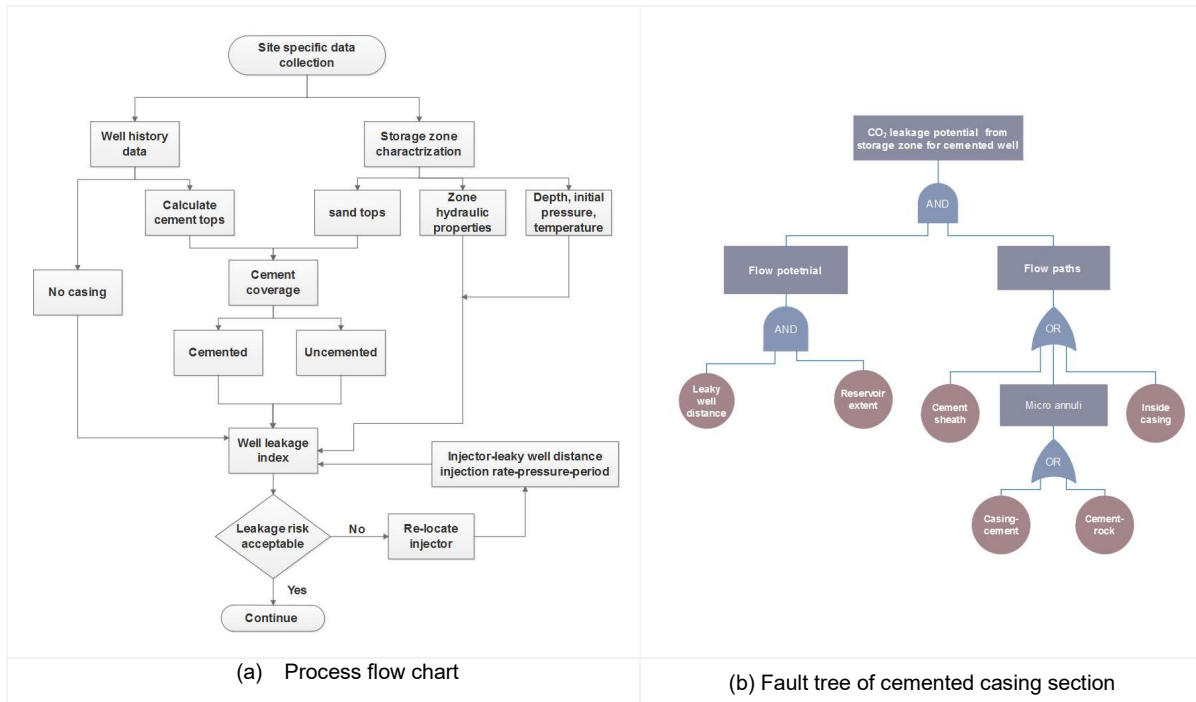 Site specific data
collection
Well history
data
Storage zone
charactrization
Calculate
cement tops
sand tops
Zone
hydraulic
properties
Depth, initial
pressure,
temperature
No casing
Cement
coverage
Cemented
Uncemented
Well leakage
index
Injector-leaky well distance
injection rate-pressure-period
Leakage risk
acceptable
No
Re-locate
injector
Yes
Continue
(a) Process flow chart
CO₂ leakage potential from
storage zone for cemented well
AND
Flow potetnial
Flow paths
AND
OR
Leaky
well
distance
Reservoir
extent
Cement
sheath
Micro annuli
Inside
casing
OR
Casing-
cement
Cement-
rock
(b) Fault tree of cemented casing section